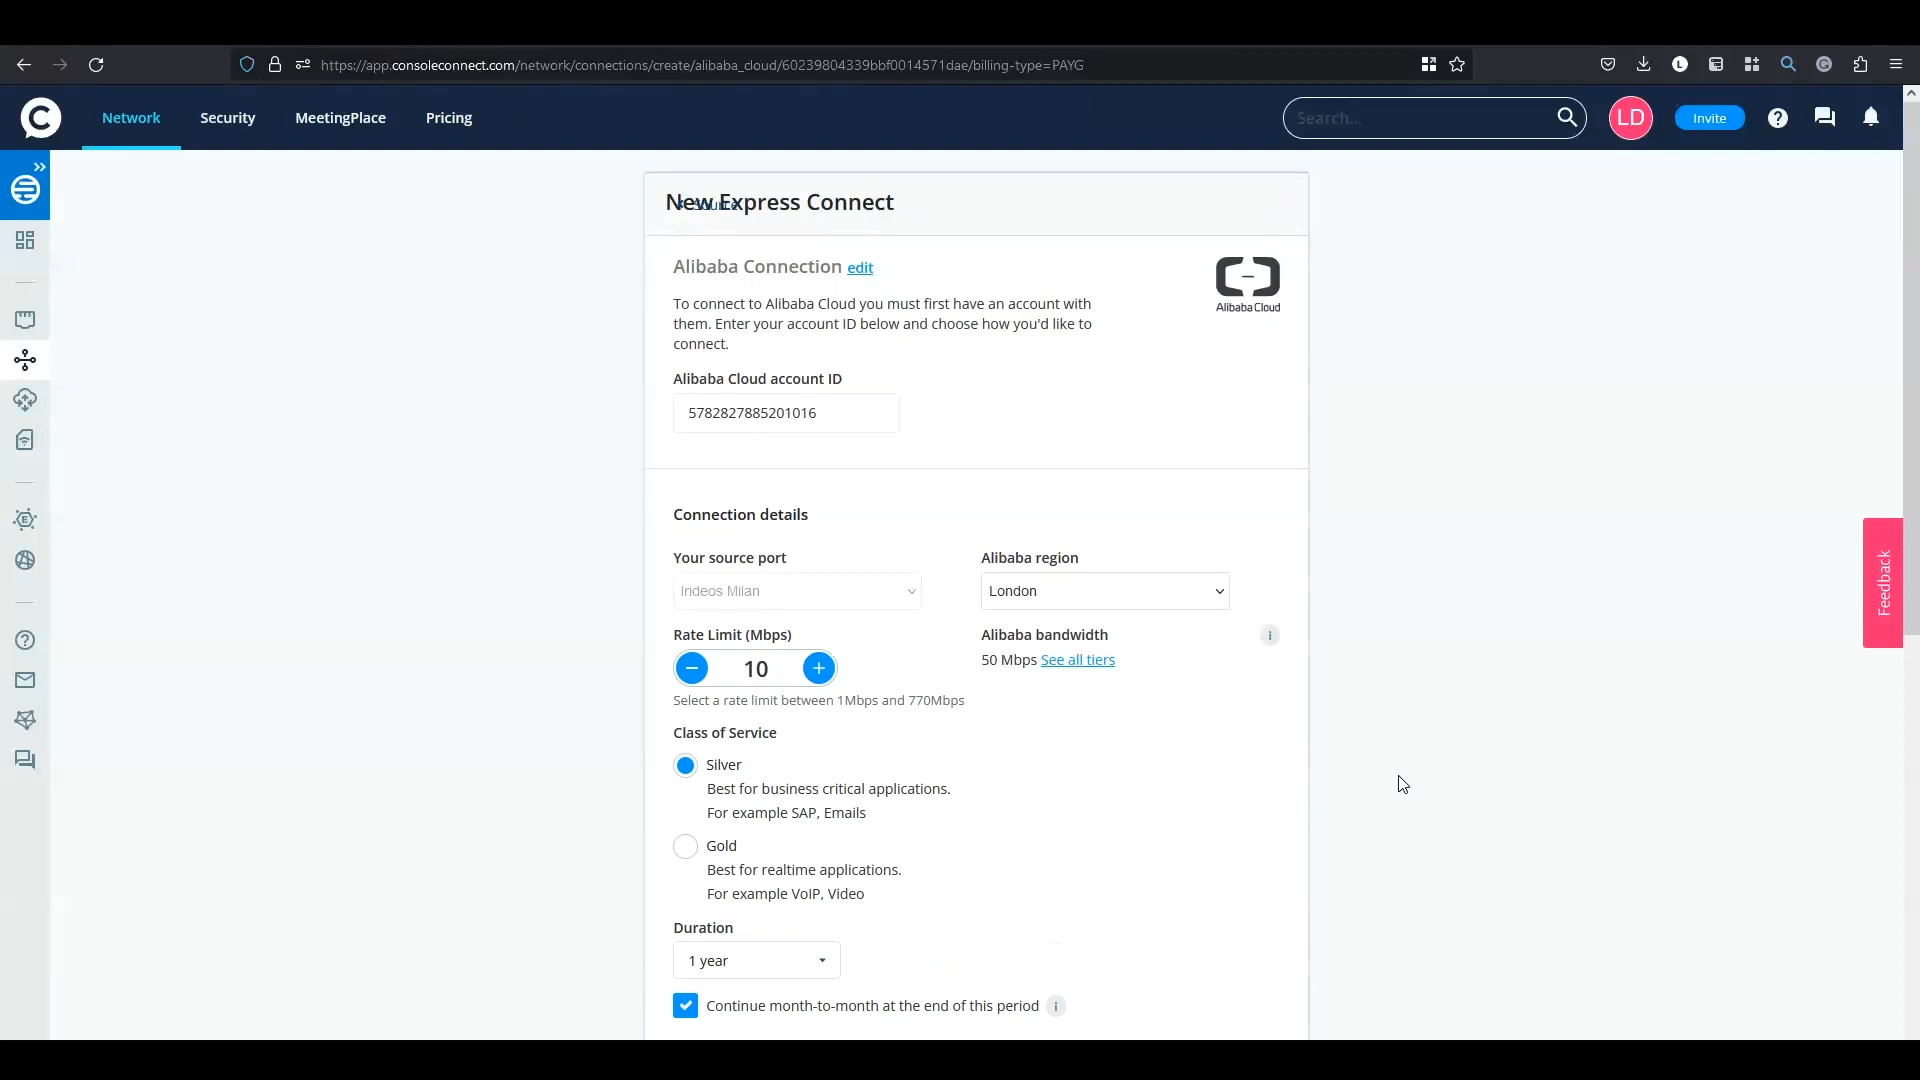 https://app.consoleconnect.com/network/connections/create/alibaba_cloud/60239804339bbf0014571dae/billing-type=PAYG
L
G
C
Network
Security
MeetingPlace
Pricing
Search...
LD
Invite
New Express Connect
Source
Alibaba Connection edit
Alibaba Cloud
To connect to Alibaba Cloud you must first have an account with
them. Enter your account ID below and choose how you'd like to
connect.
Alibaba Cloud account ID
5782827885201016
Connection details
Your source port
Alibaba region
Irideos Milan
London
Rate Limit (Mbps)
Alibaba bandwidth
i
10
50 Mbps See all tiers
Select a rate limit between 1Mbps and 770Mbps
Class of Service
Silver
Best for business critical applications.
For example SAP, Emails
Gold
Best for realtime applications.
For example VoIP, Video
Duration
1 year
Continue month-to-month at the end of this period i
Feedback